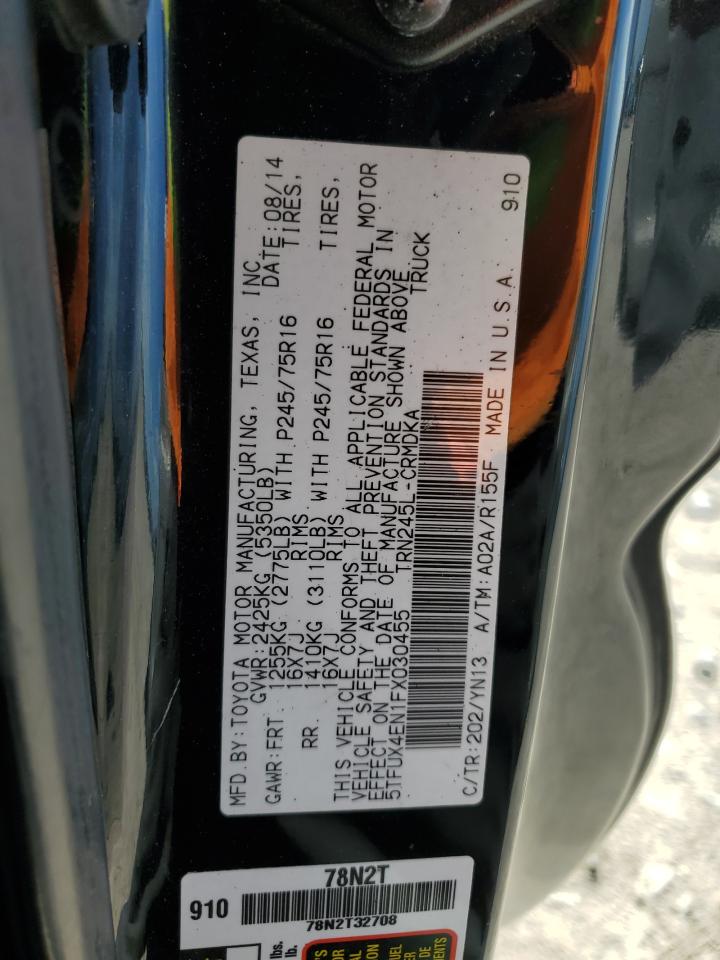 MFD.BY:TOYOTA MOTOR MANUFACTURING, TEXAS, INC.
GVWR:2425KG (5350LB) DATE:08/14
GAWR:FRT. 1255KG (2775LB) WITH P245/75R16 TIRES,
16X7J RIMS
RR. 1410KG (3110LB) WITH P245/75R16 TIRES,
16X7J RIMS
THIS VEHICLE CONFORMS TO ALL APPLICABLE FEDERAL MOTOR
VEHICLE SAFETY AND THEFT PREVENTION STANDARDS IN
EFFECT ON THE DATE OF MANUFACTURE SHOWN ABOVE.
5TFUX4EN1FX030455 TRN245L-CRMDKA TRUCK
C/TR:202/YN13 A/TM:A02A/R155F MADE IN U.S.A. 910
78N2T
910
78N2T32708
lbs.
lb.